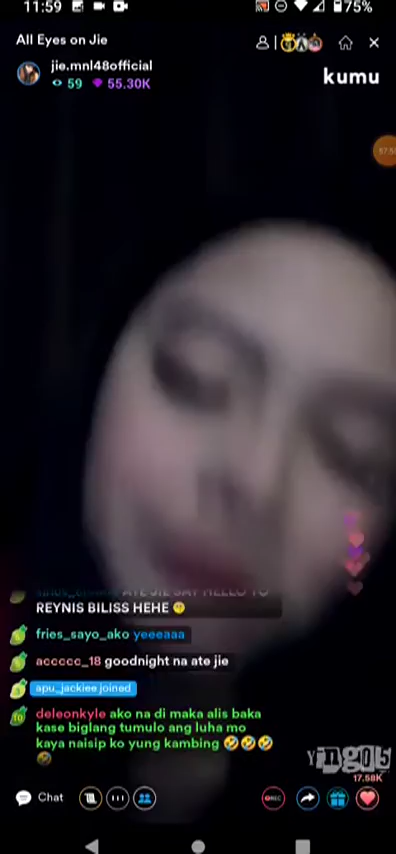 11:59
75%
All Eyes on Jie
jie.mnl48official
59 55.30K
kumu
ATE JIE SAY HELLO TO
REYNIS BILISS HEHE 😶
fries_sayo_ako yeeeaaa
accccc_18 goodnight na ate jie
apu_jackiee joined
deleonkyle ako na di maka alis baka
kase biglang tumulo ang luha mo
kaya naisip ko yung kambing 🤣🤣🤣
🤣
Yingo15
17.58K
Chat
REC